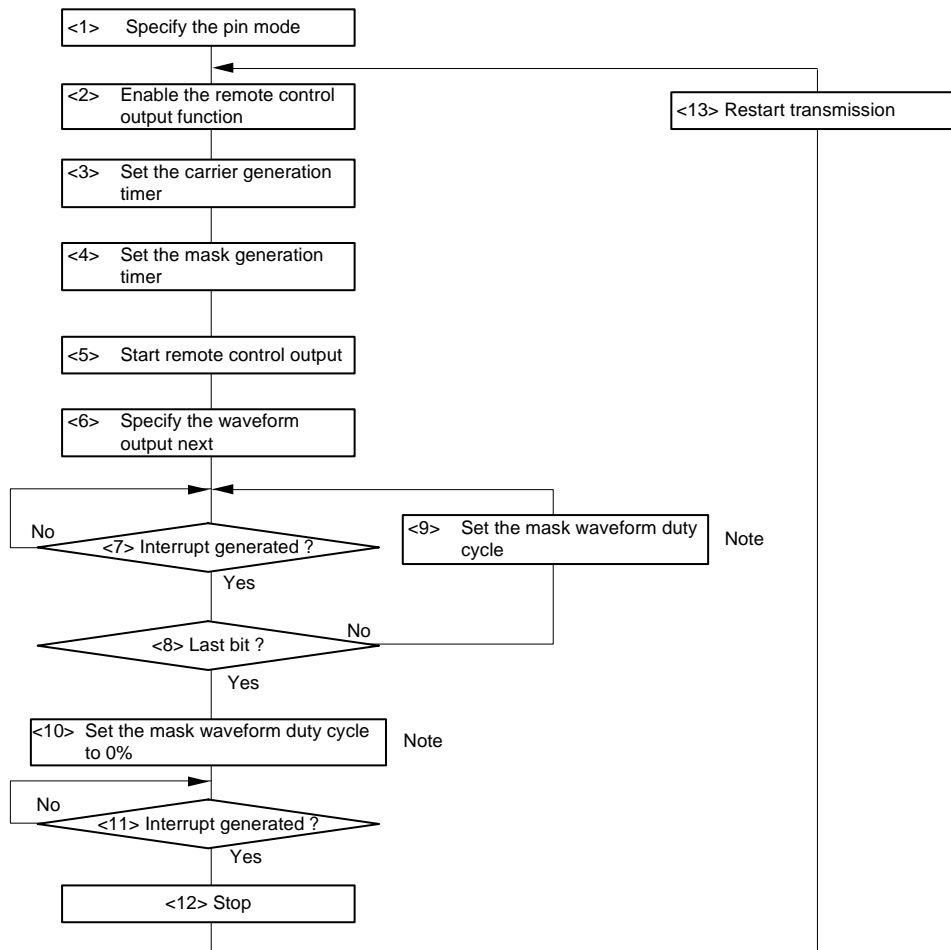 <1> Specify the pin mode
<2> Enable the remote control
output function
<13> Restart transmission
<3> Set the carrier generation
timer
<4> Set the mask generation
timer
<5> Start remote control output
<6> Specify the waveform
output next
No
<7> Interrupt generated ?
Yes
<9> Set the mask waveform duty
cycle
Note
<8> Last bit ?
No
Yes
<10> Set the mask waveform duty cycle
to 0%
Note
No
<11> Interrupt generated ?
Yes
<12> Stop